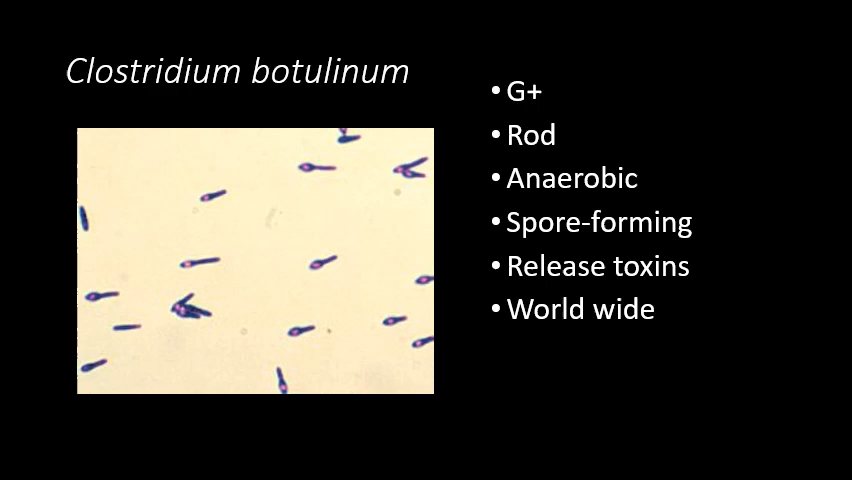 Clostridium botulinum
• G+
• Rod
• Anaerobic
• Spore-forming
• Release toxins
• World wide